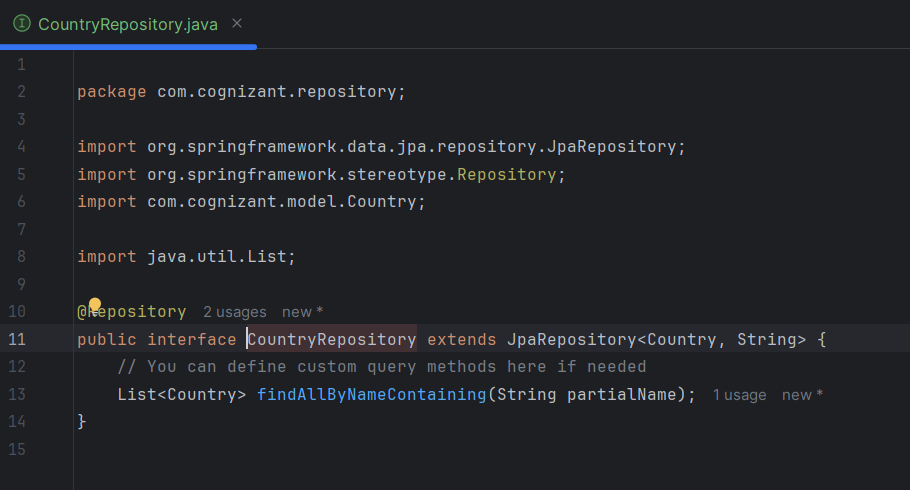 CountryRepository.java
1
2 package com.cognizant.repository;
3
4 import org.springframework.data.jpa.repository.JpaRepository;
5 import org.springframework.stereotype.Repository;
6 import com.cognizant.model.Country;
7
8 import java.util.List;
9
10 @Repository 2 usages new *
11 public interface CountryRepository extends JpaRepository<Country, String> {
12 // You can define custom query methods here if needed
13 List<Country> findAllByNameContaining(String partialName); 1 usage new *
14 }
15